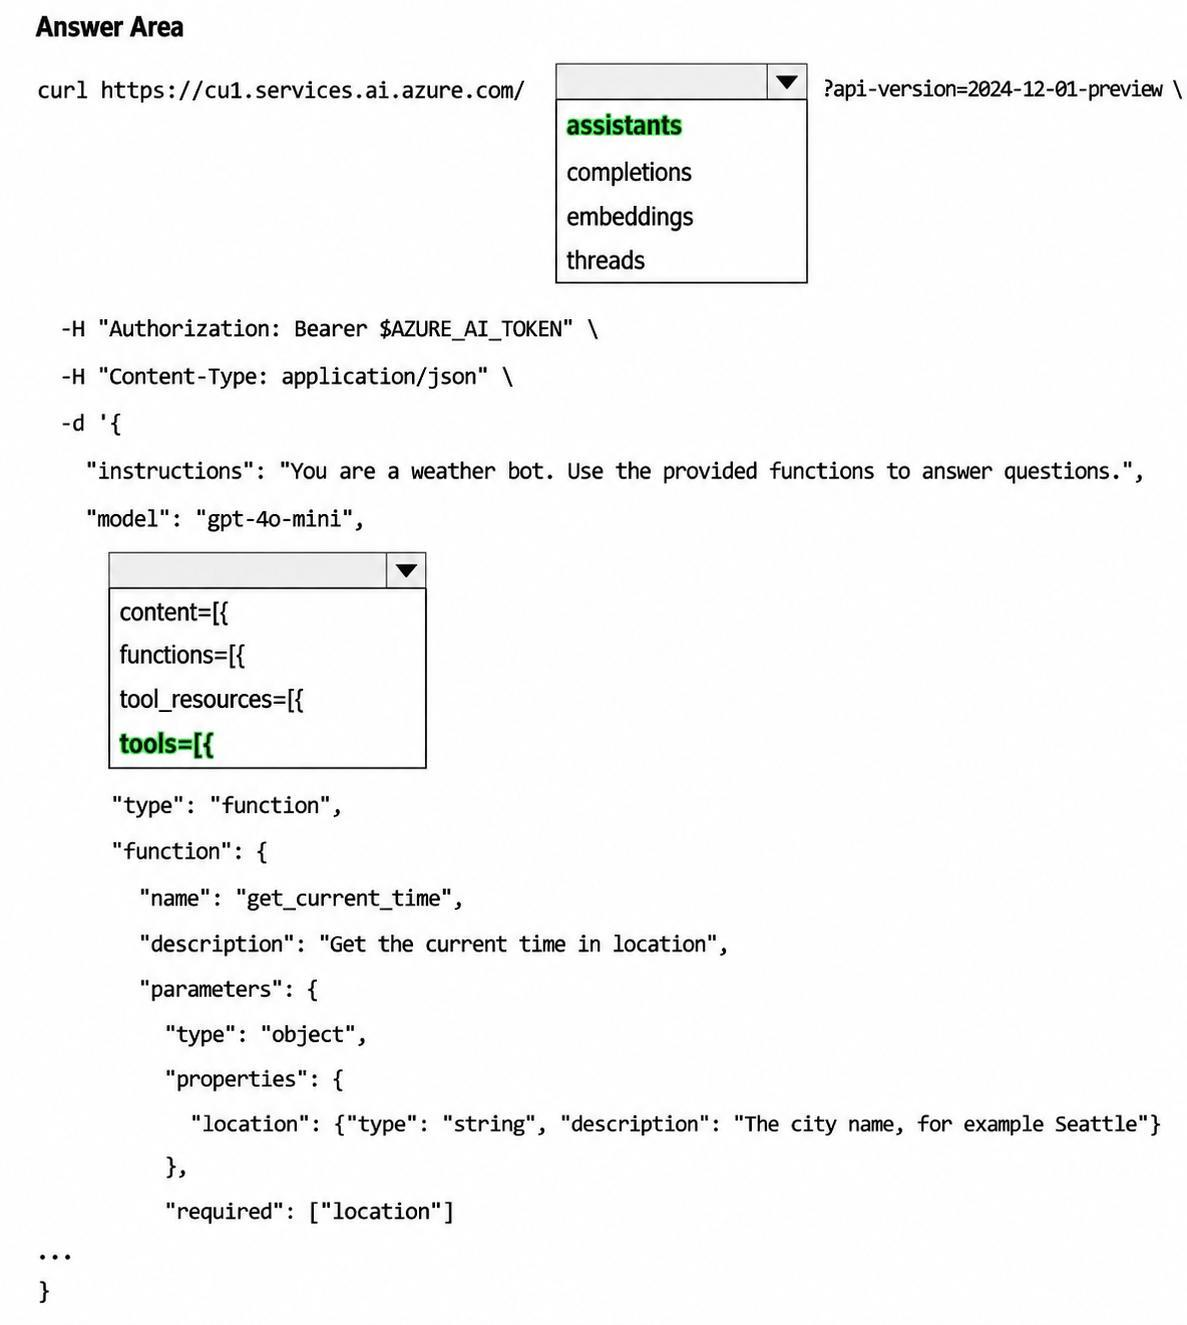 Answer Area
curl https://cu1.services.ai.azure.com/ ?api-version=2024-12-01-preview \
assistants
completions
embeddings
threads
-H "Authorization: Bearer $AZURE_AI_TOKEN" \
-H "Content-Type: application/json" \
-d '{
"instructions": "You are a weather bot. Use the provided functions to answer questions.",
"model": "gpt-4o-mini",
content=[{
functions=[{
tool_resources=[{
tools=[{
"type": "function",
"function": {
"name": "get_current_time",
"description": "Get the current time in location",
"parameters": {
"type": "object",
"properties": {
"location": {"type": "string", "description": "The city name, for example Seattle"}
},
"required": ["location"]
...
}